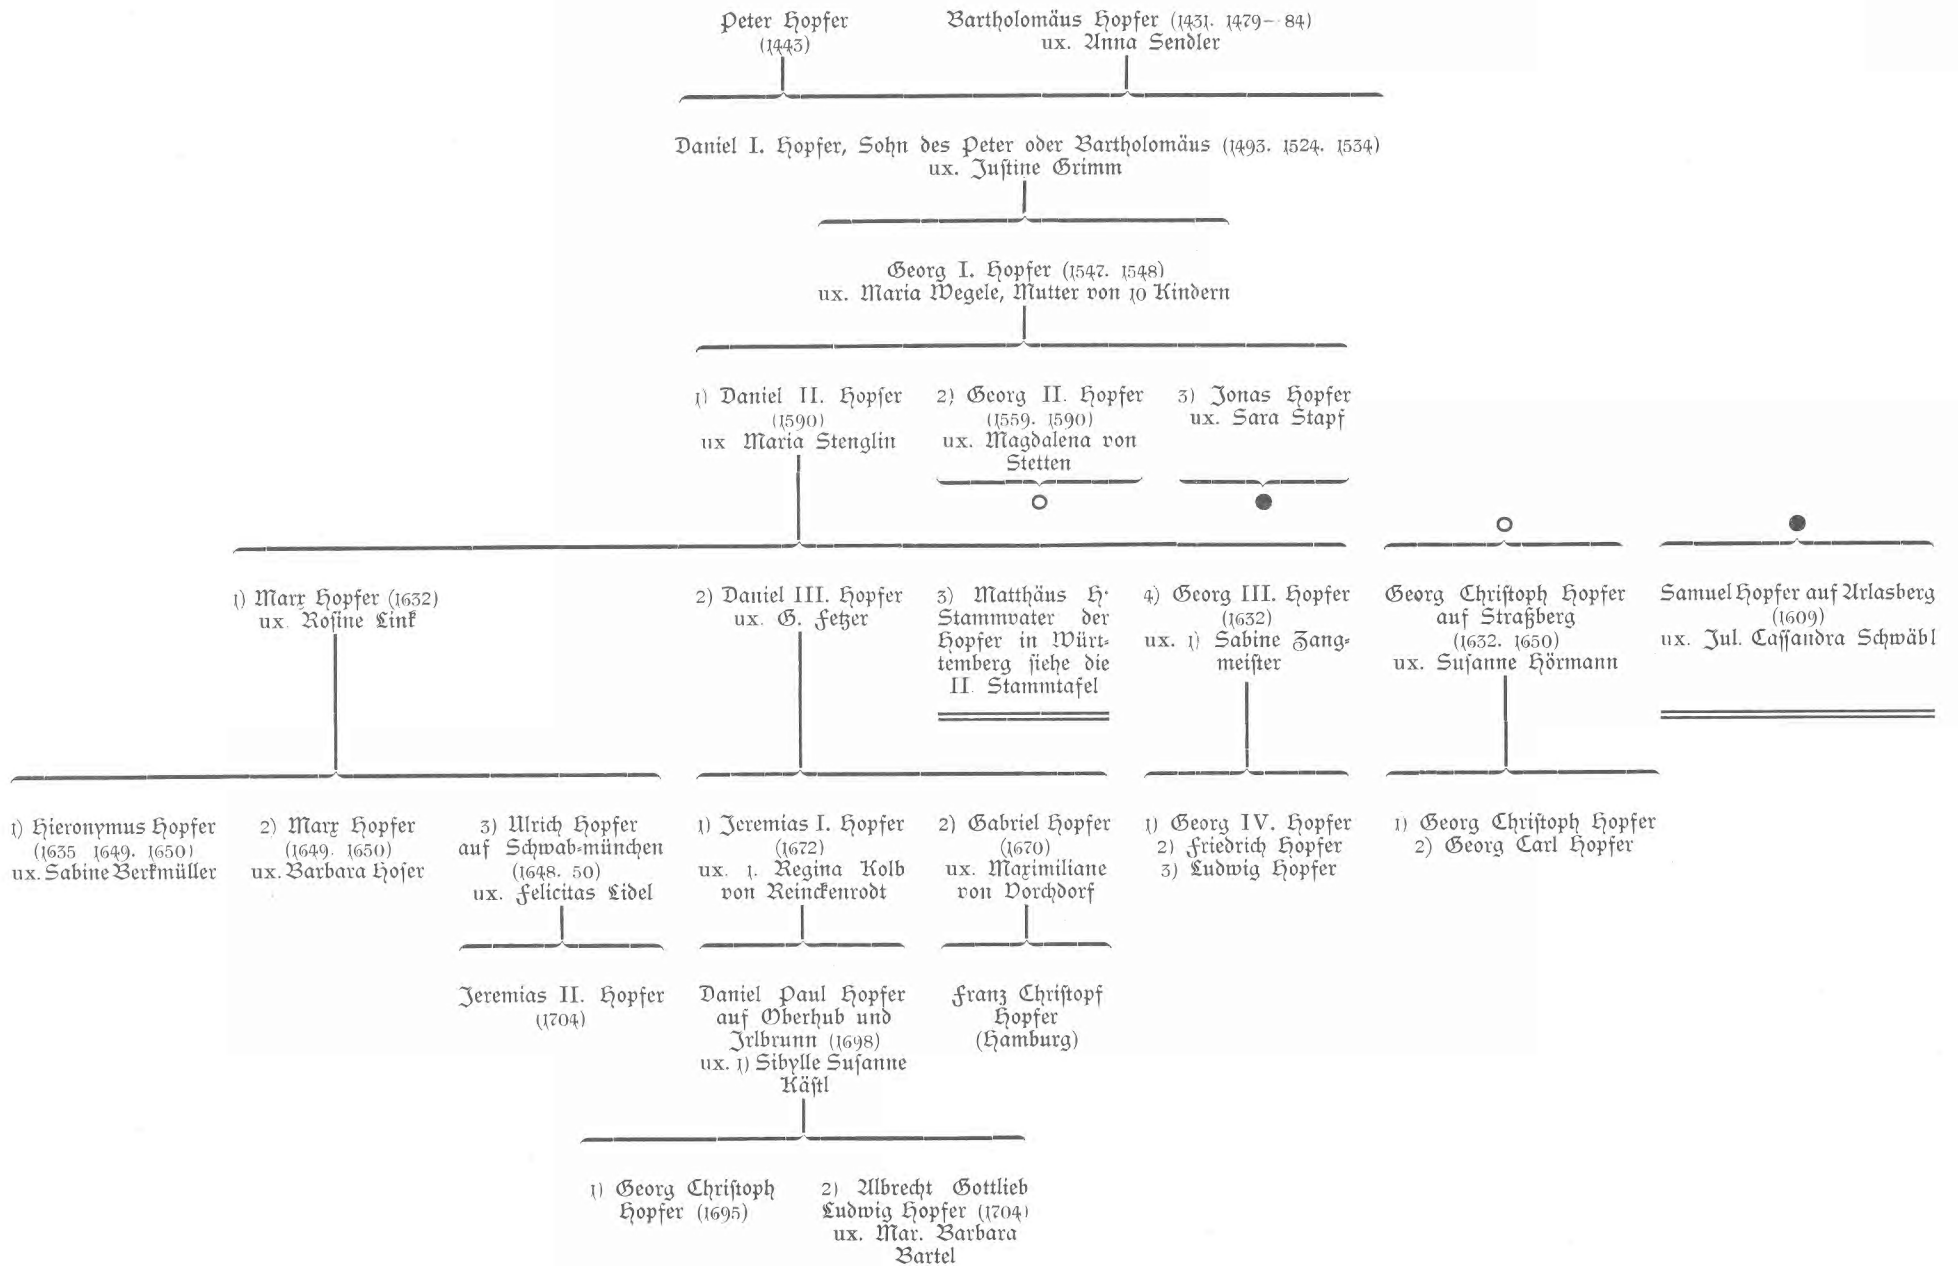 Peter Hopfer
(1443)
Bartholomäus Hopfer (1431. 1479–84)
ux. Anna Sendler
Daniel I. Hopfer, Sohn des Peter oder Bartholomäus (1493. 1524. 1534)
ux. Juſtine Grimm
Georg I. Hopfer (1547. 1548)
ux. Maria Wegele, Mutter von 10 Kindern
1) Daniel II. Hopfer
(1590)
ux Maria Stenglin
2) Georg II. Hopfer
(1559. 1590)
ux. Magdalena von
Stetten
3) Jonas Hopfer
ux. Sara Stapf
1) Marx Hopfer (1632)
ux. Roſine Link
2) Daniel III. Hopfer
ux. G. Fetzer
3) Matthäus H.
Stammvater der
Hopfer in Würt-
temberg ſiehe die
II. Stammtafel
4) Georg III. Hopfer
(1632)
ux. 1) Sabine Zang-
meiſter
Georg Chriſtoph Hopfer
auf Straßberg
(1632. 1650)
ux. Suſanne Hörmann
Samuel Hopfer auf Arlasberg
(1609)
ux. Jul. Caſſandra Schwäbl
1) Hieronymus Hopfer
(1635 1649. 1650)
ux. Sabine Berkmüller
2) Marx Hopfer
(1649. 1650)
ux. Barbara Hoſer
3) Ulrich Hopfer
auf Schwab-münchen
(1648. 50)
ux. Felicitas Lidel
1) Jeremias I. Hopfer
(1672)
ux. 1. Regina Kolb
von Reinckenrodt
2) Gabriel Hopfer
(1670)
ux. Maximiliane
von Vorchdorf
1) Georg IV. Hopfer
2) Friedrich Hopfer
3) Ludwig Hopfer
1) Georg Chriſtoph Hopfer
2) Georg Carl Hopfer
Jeremias II. Hopfer
(1704)
Daniel Paul Hopfer
auf Oberhub und
Irlbrunn (1698)
ux. 1) Sibylle Suſanne
Käſtl
Franz Chriſtopf
Hopfer
(Hamburg)
1) Georg Chriſtoph
Hopfer (1695)
2) Albrecht Gottlieb
Ludwig Hopfer (1704)
ux. Mar. Barbara
Bartel